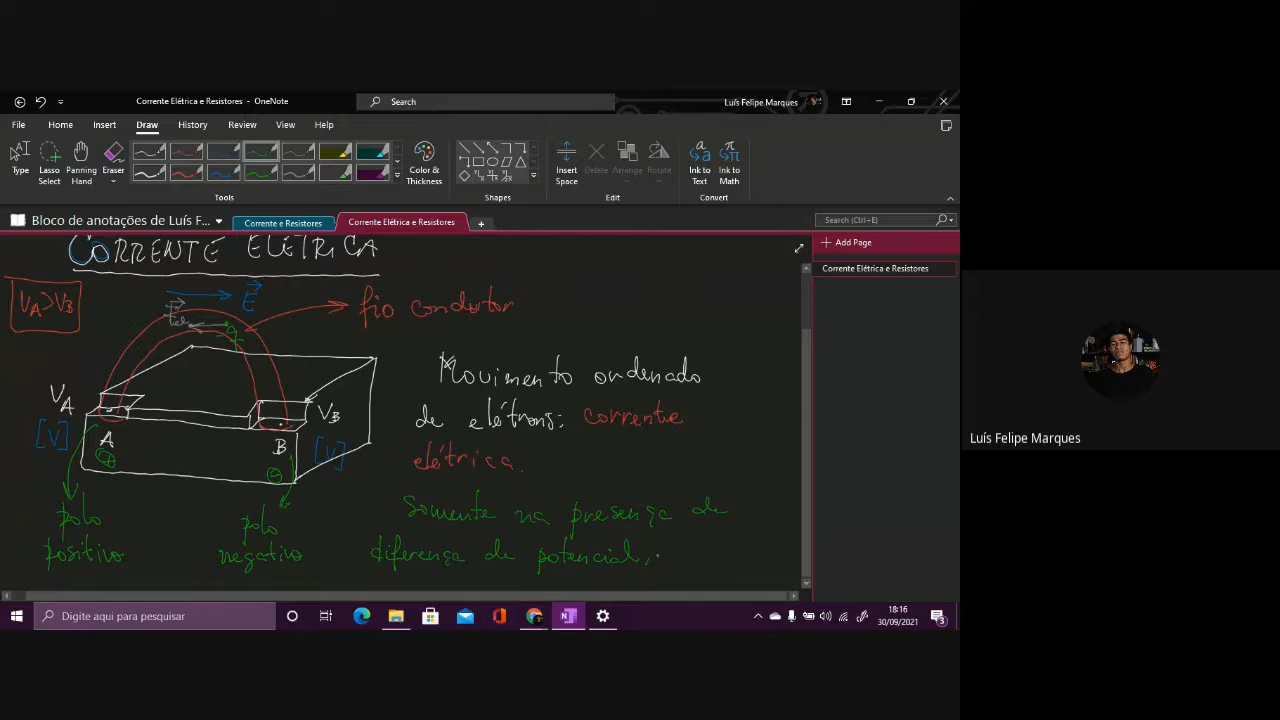 Corrente Elétrica e Resistores - OneNote
Search
Luís Felipe Marques
File Home Insert Draw History Review View Help
Type
Lasso Select
Panning Hand
Eraser
Color & Thickness
Insert Space
Delete
Arrange
Rotate
Ink to Text
Ink to Math
Tools
Shapes
Edit
Convert
Bloco de anotações de Luís F...
Corrente e Resistores
Corrente Elétrica e Resistores
+
Search (Ctrl+E)
Add Page
Corrente Elétrica e Resistores
CORRENTE ELÉTRICA
VA>VB
E
Fel
q
fio condutor
VA
VB
[V]
A
B
[V]
+
-
polo
positivo
polo
negativo
Movimento ordenado
de elétrons: corrente
elétrica.
Somente na presença de
diferença de potencial.
Luís Felipe Marques
Digite aqui para pesquisar
18:16
30/09/2021
3